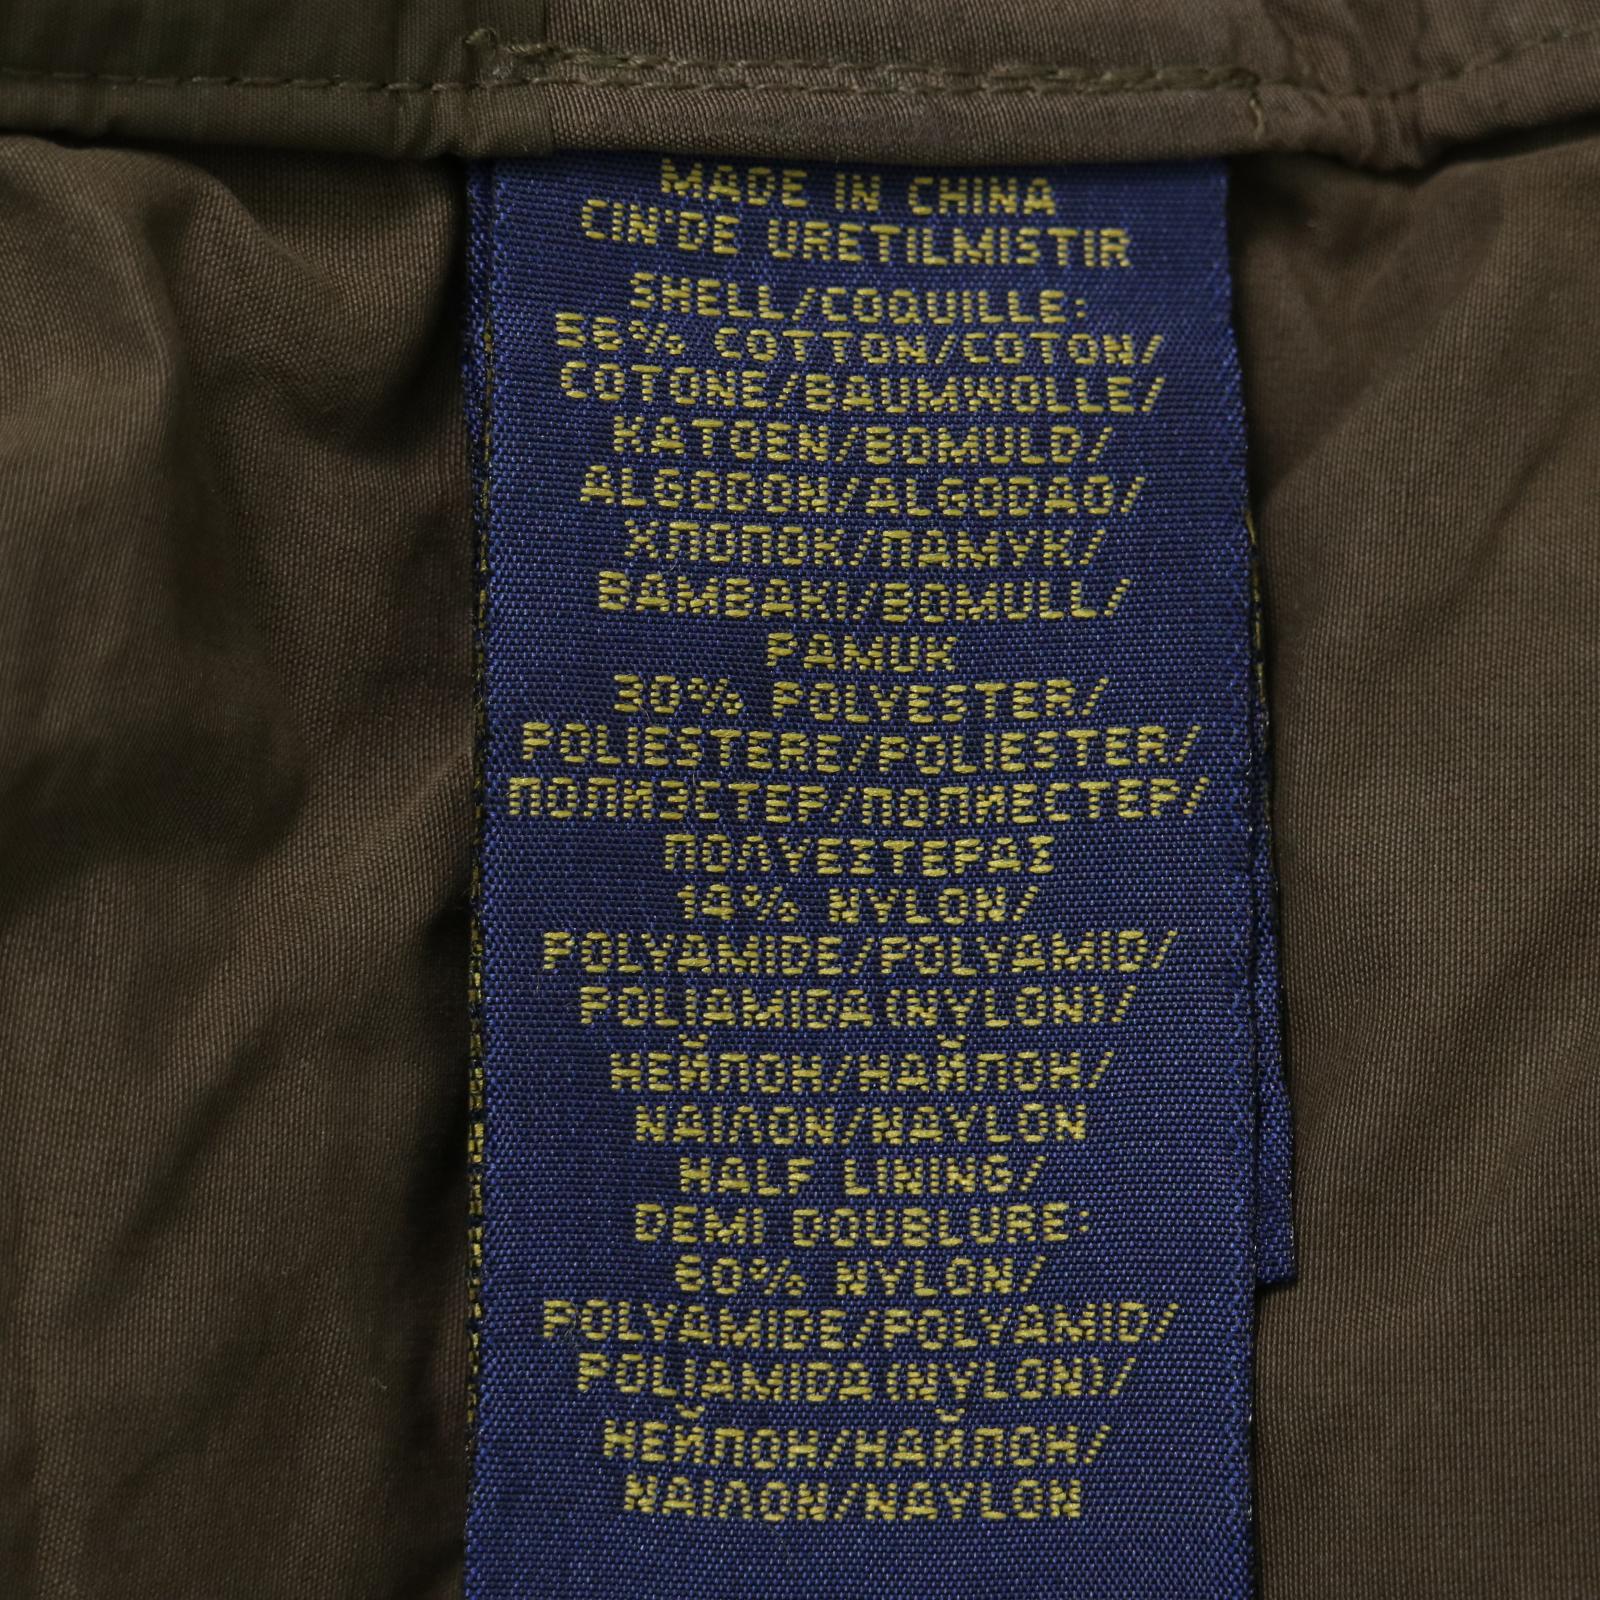 MADE IN CHINA
CIN'DE URETILMISTIR
SHELL/COQUILLE:
56% COTTON/COTON/
COTONE/BAUMWOLLE/
KATOEN/BOMULD/
ALGODON/ALGODAO/
ХЛОПОК/ПАМУК/
ΒΑΜΒΑΚΙ/BOMULL/
PAMUK
30% POLYESTER/
POLIESTERE/POLIESTER/
ПОЛИЭСТЕР/ПОЛИЕСТЕР/
ΠΟΛΥΕΣΤΕΡΑΣ
14% NYLON/
POLYAMIDE/POLYAMID/
POLIAMIDA(NYLON)/
НЕЙЛОН/НАЙЛОН/
ΝΑΙΛΟΝ/NAYLON
HALF LINING/
DEMI DOUBLURE:
60% NYLON/
POLYAMIDE/POLYAMID/
POLIAMIDA(NYLON)/
НЕЙЛОН/НАЙЛОН/
ΝΑΙΛΟΝ/NAYLON